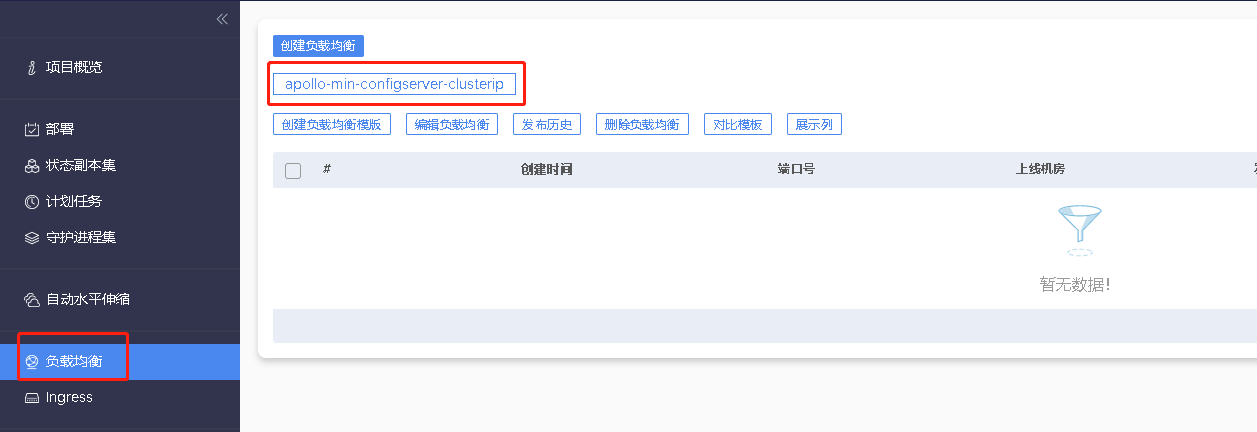 项目概览
部署
状态副本集
计划任务
守护进程集
自动水平伸缩
负载均衡
Ingress
创建负载均衡
apollo-min-configserver-clusterip
创建负载均衡模版 编辑负载均衡 发布历史 删除负载均衡 对比模板 展示列
# 创建时间 端口号 上线机房
暂无数据!